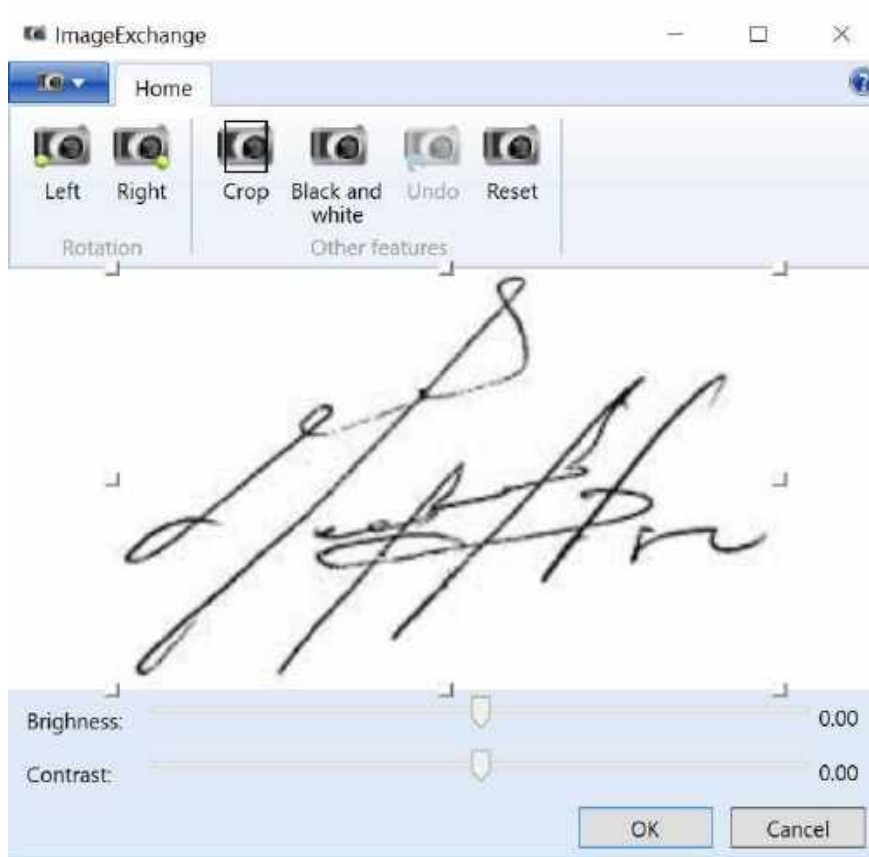 ImageExchange
Home
Left
Right
Crop
Black and
white
Undo
Reset
Rotation
Other features
Brighness:
0.00
Contrast:
0.00
OK
Cancel